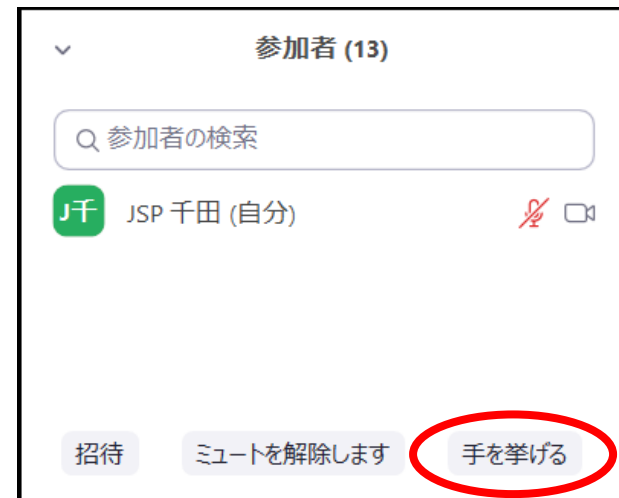 参加者 (13)
参加者の検索
J千 JSP 千田 (自分)
招待 ミュートを解除します 手を挙げる